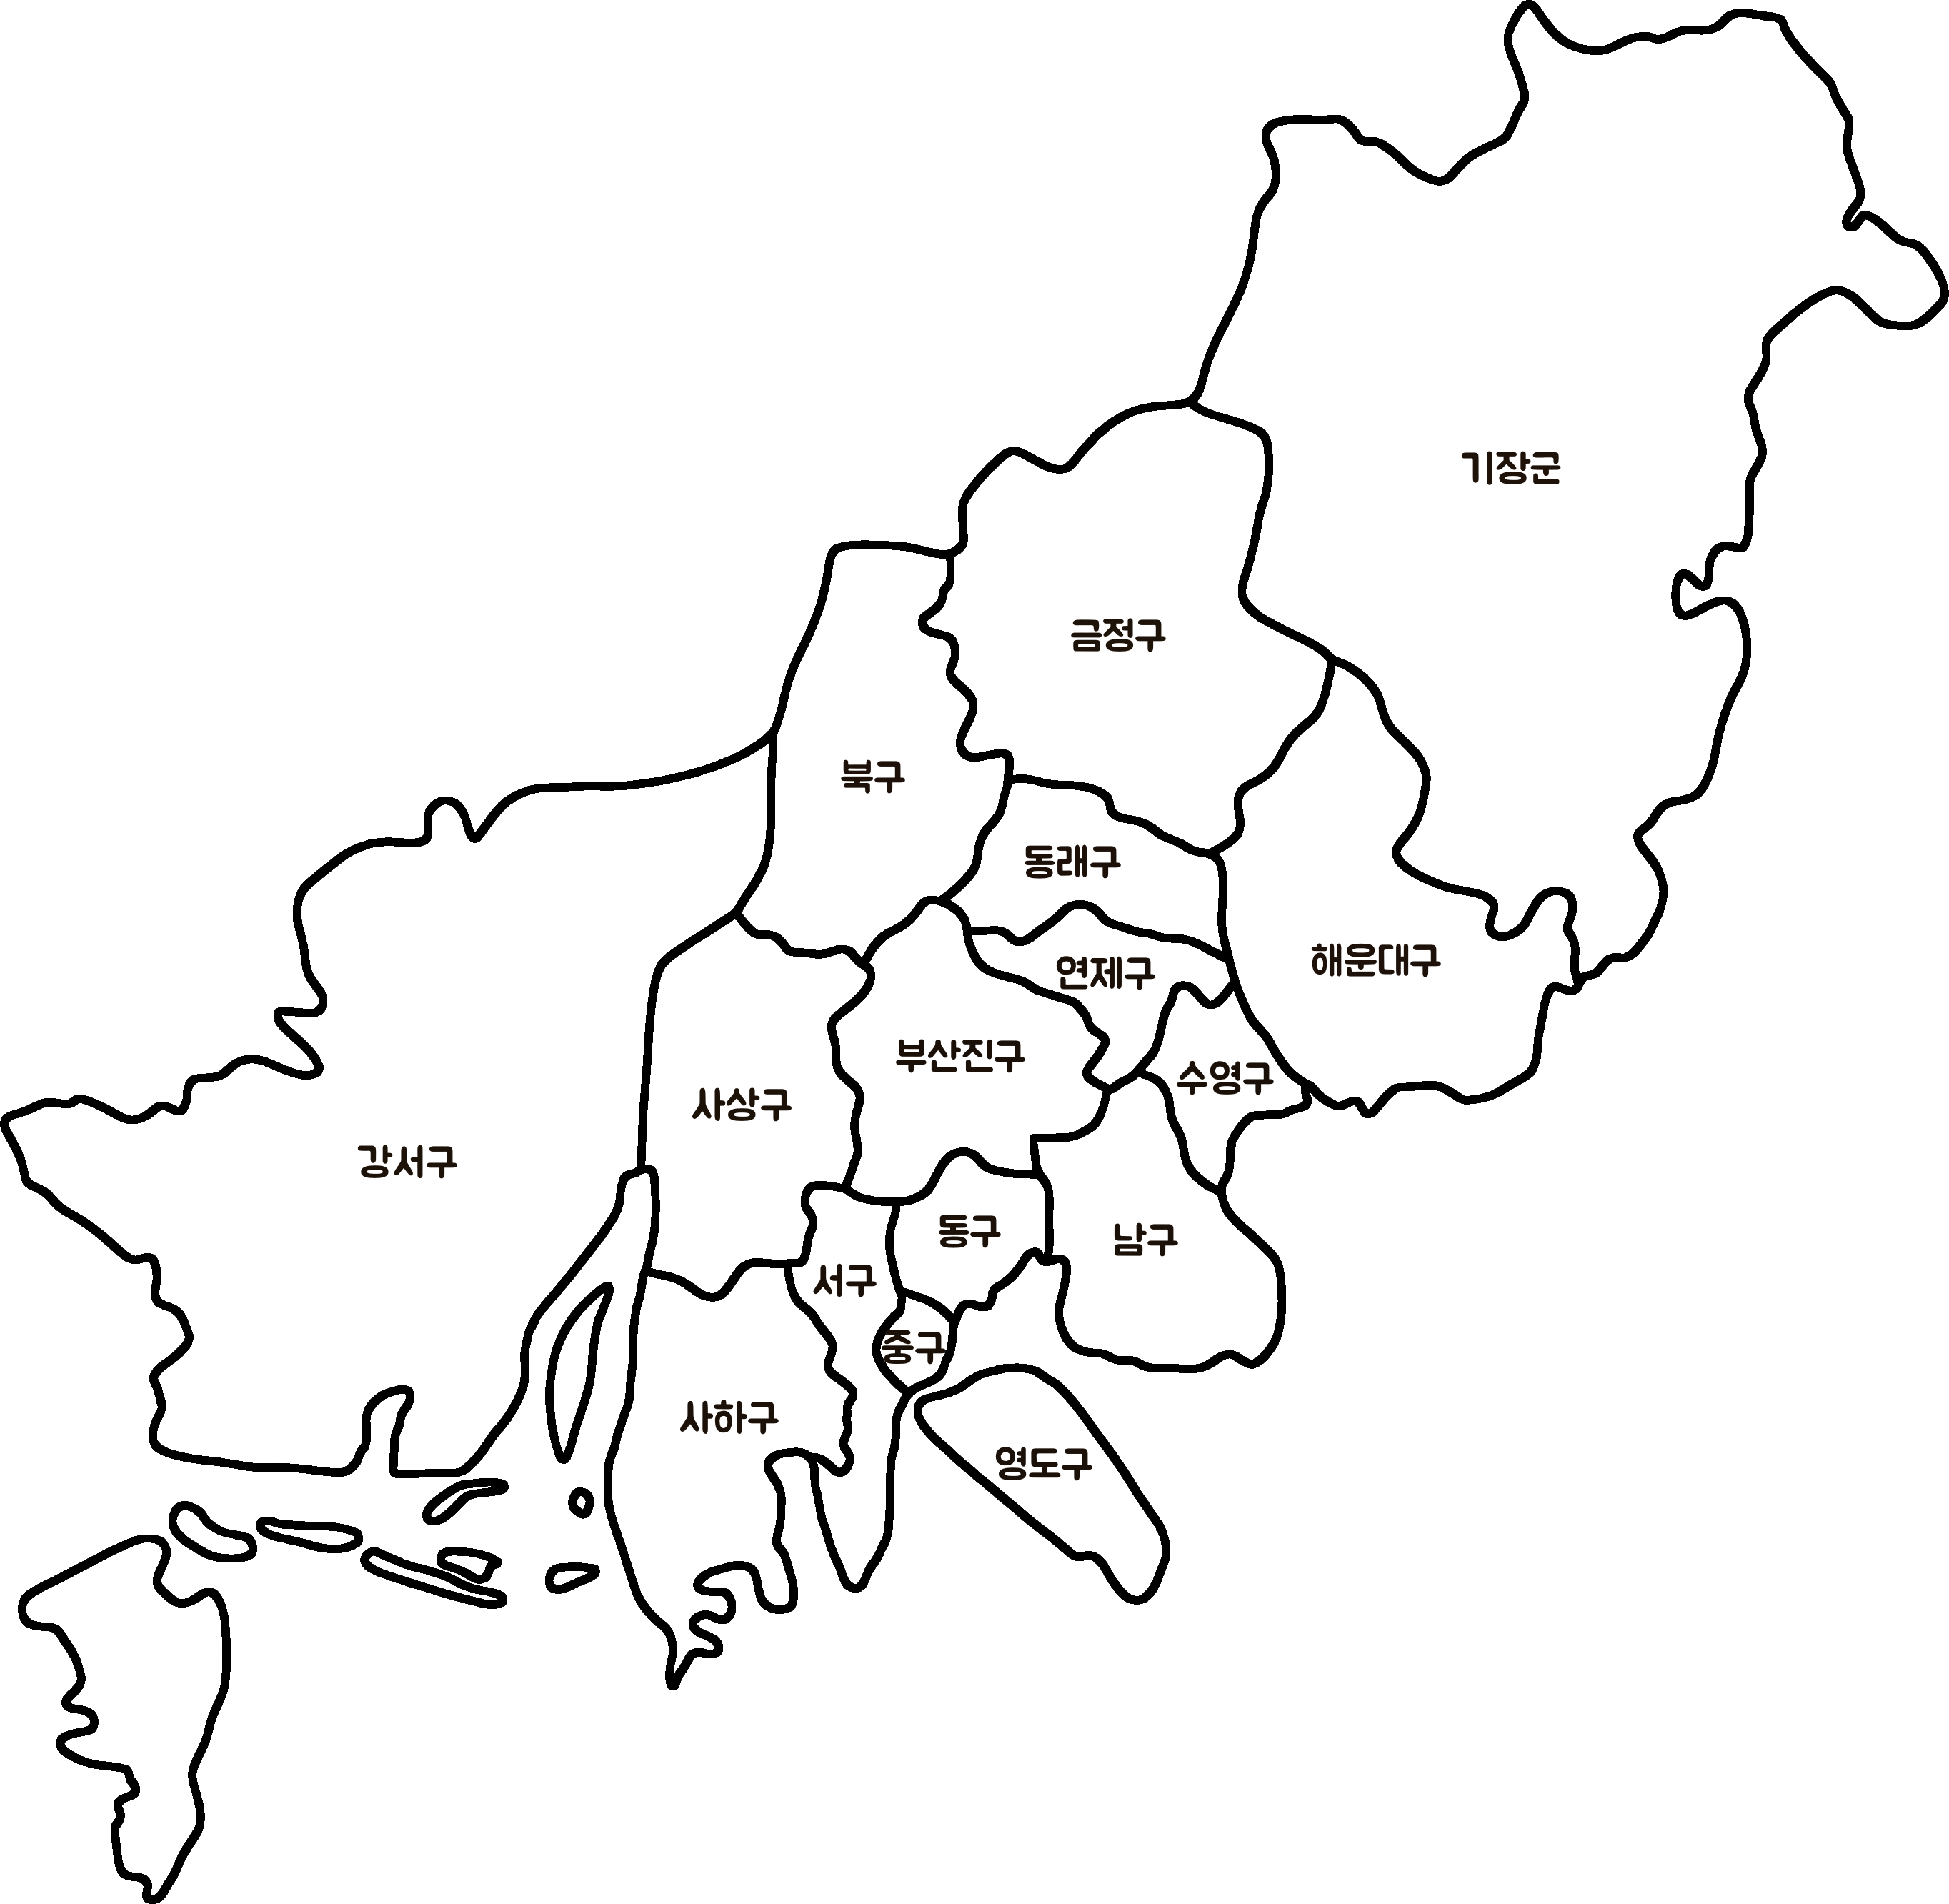 기장군
금정구
북구
동래구
해운대구
연제구
부산진구
수영구
사상구
강서구
동구
남구
서구
중구
사하구
영도구